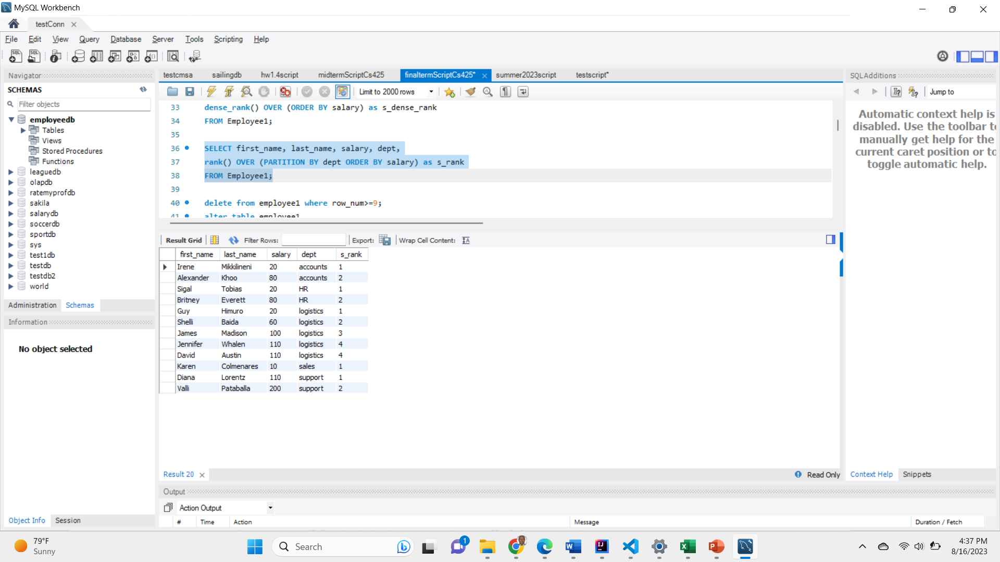 MySQL Workbench
testConn
File Edit View Query Database Server Tools Scripting Help
Navigator
SCHEMAS
Filter objects
employeedb
Tables
Views
Stored Procedures
Functions
leaguedb
olapdb
ratemyprofdb
sakila
salarydb
soccerdb
sportdb
sys
test1db
testdb
testdb2
world
Administration Schemas
Information
No object selected
Object Info Session
testcmsa sailingdb hw1.4script midtermScriptCs425 finaltermScriptCs425* summer2023script testscript*
Limit to 2000 rows
33 dense_rank() OVER (ORDER BY salary) as s_dense_rank
34 FROM Employee1;
35
36 SELECT first_name, last_name, salary, dept,
37 rank() OVER (PARTITION BY dept ORDER BY salary) as s_rank
38 FROM Employee1;
39
40 delete from employee1 where row_num>=9;
41 alter table employee1
Result Grid Filter Rows: Export: Wrap Cell Content:
first_name last_name salary dept s_rank
Irene Mikkilineni 20 accounts 1
Alexander Khoo 80 accounts 2
Sigal Tobias 20 HR 1
Britney Everett 80 HR 2
Guy Himuro 20 logistics 1
Shelli Baida 60 logistics 2
James Madison 100 logistics 3
Jennifer Whalen 110 logistics 4
David Austin 110 logistics 4
Karen Colmenares 10 sales 1
Diana Lorentz 110 support 1
Valli Pataballa 200 support 2
Result 20
Read Only
Output
Action Output
# Time Action Message Duration / Fetch
SQLAdditions
Jump to
Automatic context help is
disabled. Use the toolbar to
manually get help for the
current caret position or to
toggle automatic help.
Context Help Snippets
79°F
Sunny
Search
1
4:37 PM
8/16/2023